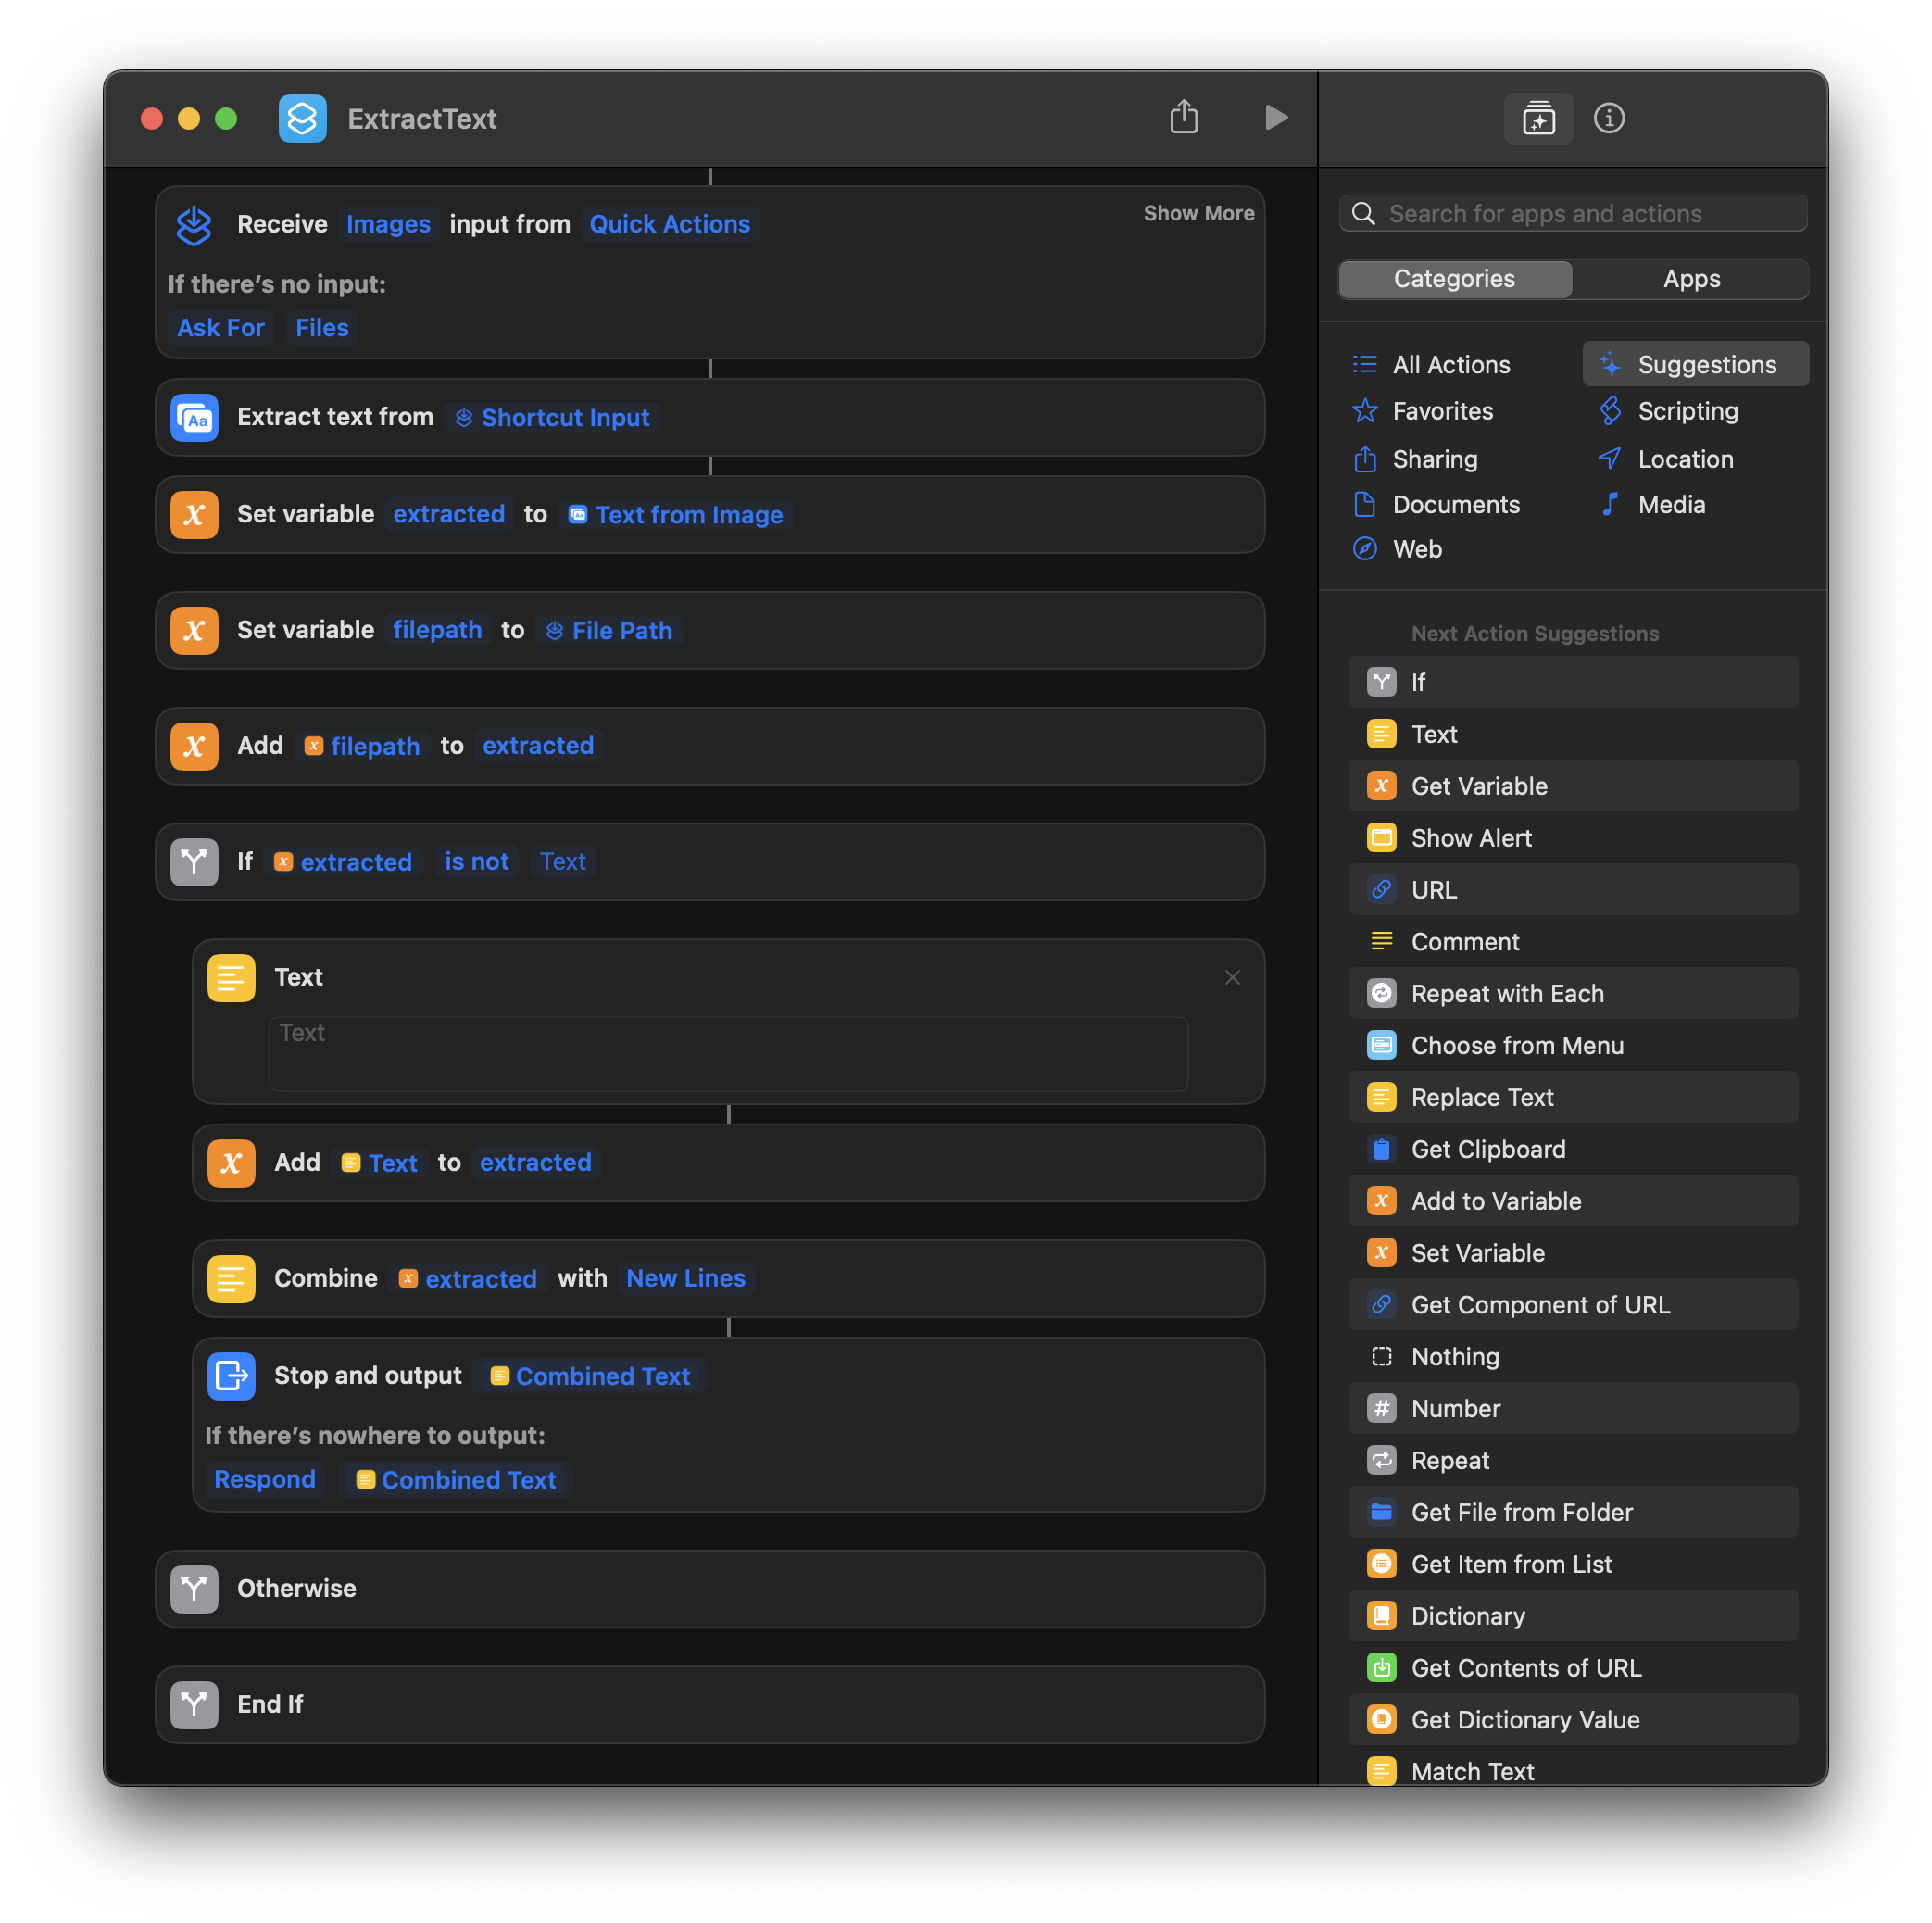 ExtractText
Receive Images input from Quick Actions
Show More
If there’s no input:
Ask For Files
Extract text from Shortcut Input
Set variable extracted to Text from Image
Set variable filepath to File Path
Add filepath to extracted
If extracted is not Text
Text
Text
Add Text to extracted
Combine extracted with New Lines
Stop and output Combined Text
If there’s nowhere to output:
Respond Combined Text
Otherwise
End If
Search for apps and actions
Categories Apps
All Actions Suggestions
Favorites Scripting
Sharing Location
Documents Media
Web
Next Action Suggestions
If
Text
Get Variable
Show Alert
URL
Comment
Repeat with Each
Choose from Menu
Replace Text
Get Clipboard
Add to Variable
Set Variable
Get Component of URL
Nothing
Number
Repeat
Get File from Folder
Get Item from List
Dictionary
Get Contents of URL
Get Dictionary Value
Match Text